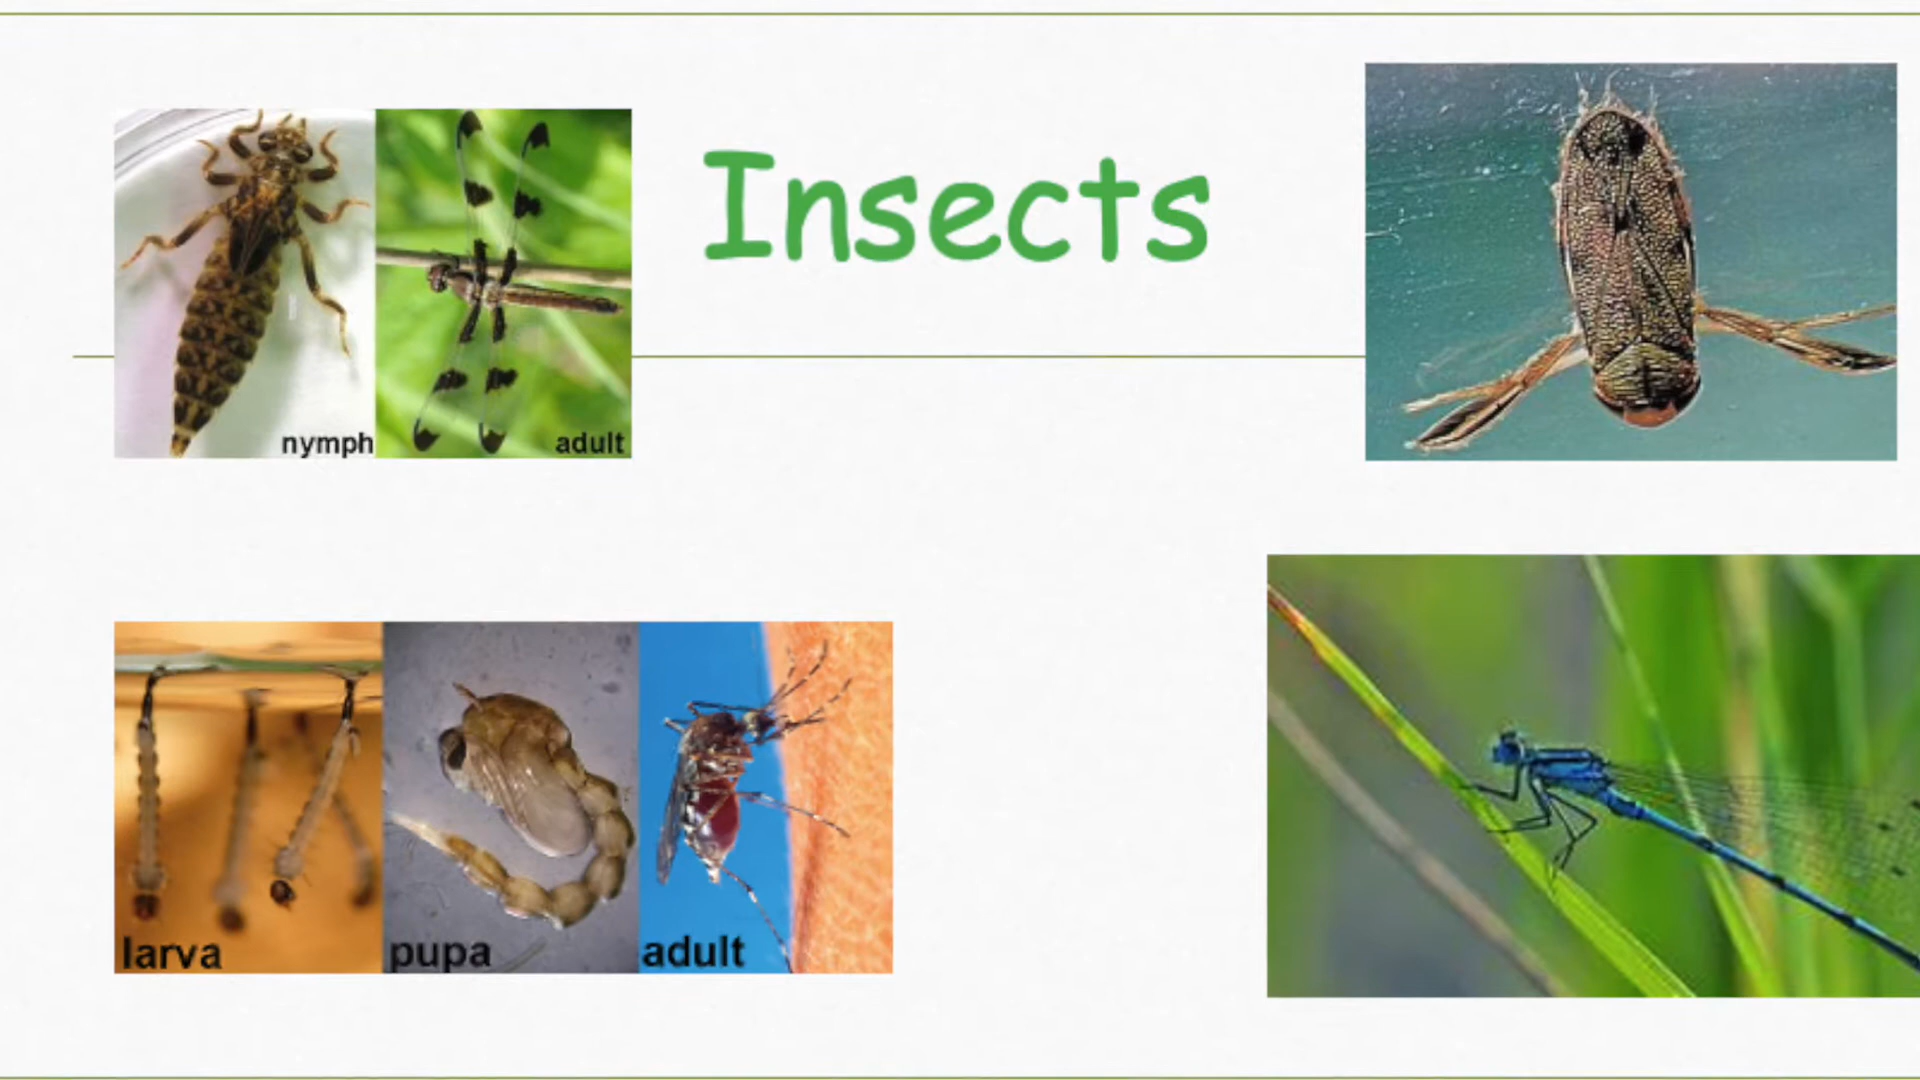 Insects
nymph
adult
larva
pupa
adult